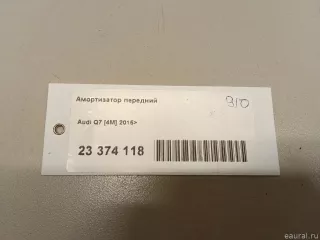 Амортизатор передний
910
Audi Q7 [4M] 2015>
23 374 118
eaural.ru